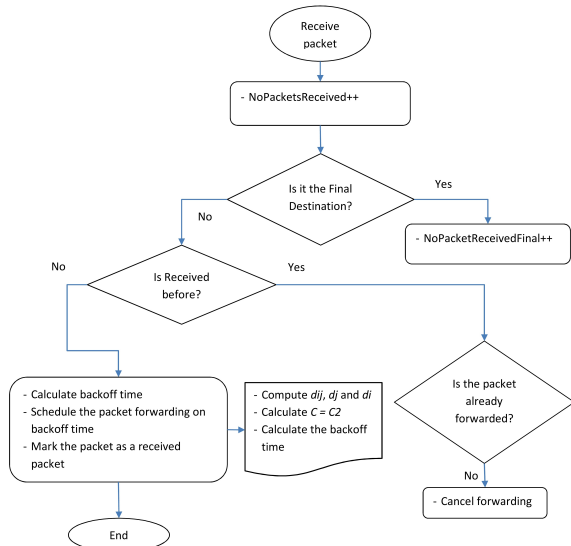 Receive
packet
- NoPacketsReceived++
Is it the Final
Destination?
Yes
No
- NoPacketReceivedFinal++
No
Is Received
before?
Yes
- Calculate backoff time
- Schedule the packet forwarding on
backoff time
- Mark the packet as a received
packet
- Compute dij, dj and di
- Calculate C = C2
- Calculate the backoff
time
Is the packet
already
forwarded?
No
- Cancel forwarding
End